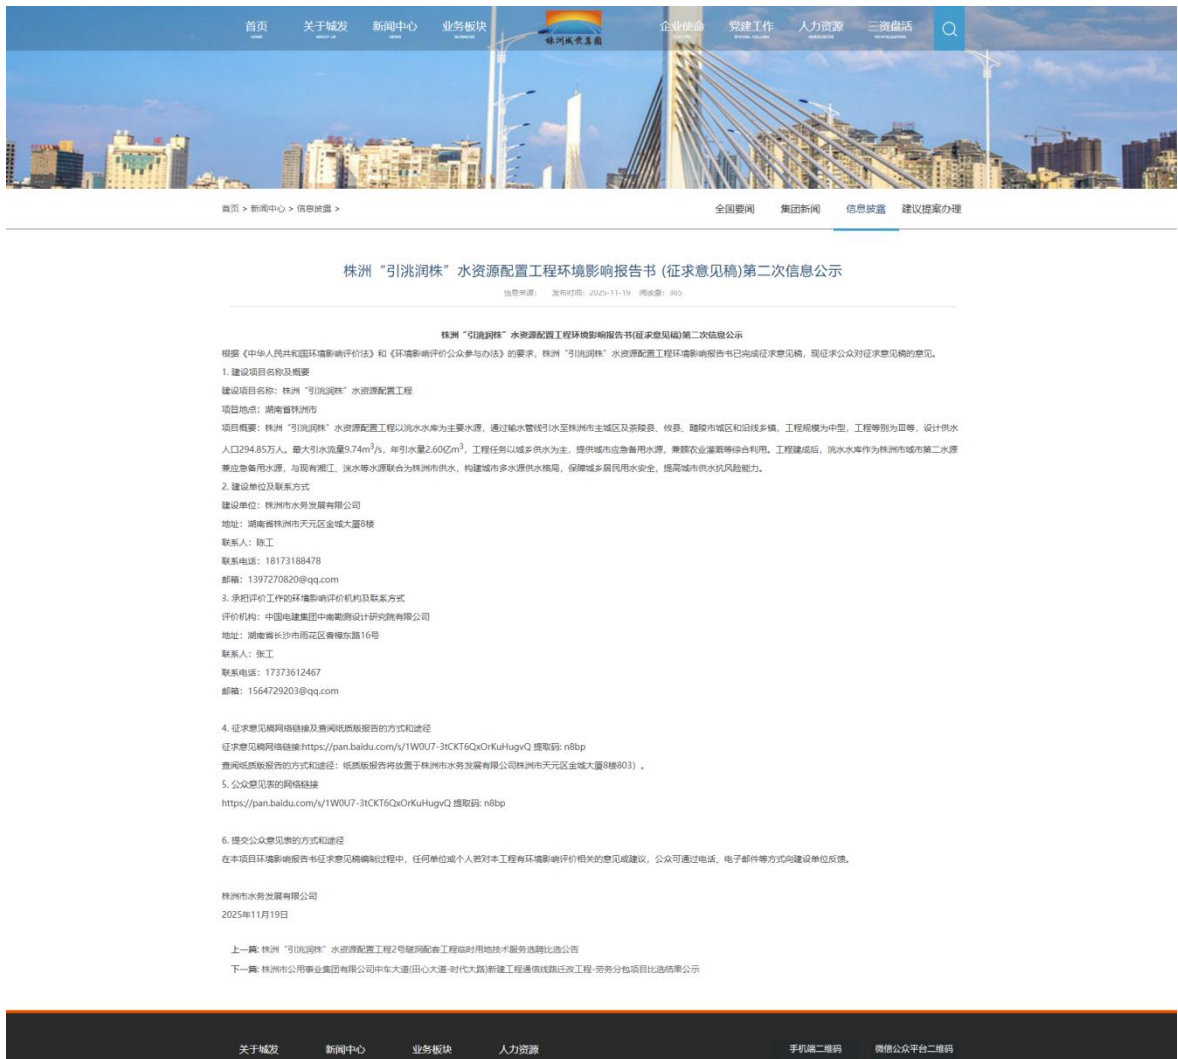 首页 关于城发 新闻中心 业务板块 株洲城发集团 企业使命 党建工作 人力资源 三资盘活
HOME ABOUT US NEWS BUSINESS CULTURE SPECIAL COLUMN
首页 > 新闻中心 > 信息披露 > 全国要闻 集团新闻 信息披露 建议提案办理
株洲“引洮润株”水资源配置工程环境影响报告书 (征求意见稿)第二次信息公示
信息来源： 发布时间：2025-11-19 阅读量：365
株洲“引洮润株”水资源配置工程环境影响报告书(征求意见稿)第二次信息公示
根据《中华人民共和国环境影响评价法》和《环境影响评价公众参与办法》的要求，株洲“引洮润株”水资源配置工程环境影响报告书已完成征求意见稿，现征求公众对征求意见稿的意见。
1. 建设项目名称及概要
建设项目名称：株洲“引洮润株”水资源配置工程
项目地点：湖南省株洲市
项目概要：株洲“引洮润株”水资源配置工程以洮水水库为主要水源，通过输水管线引水至株洲市主城区及茶陵县、攸县、醴陵市城区和沿线乡镇，工程规模为中型，工程等别为Ⅲ等，设计供水
人口294.85万人。最大引水流量9.74m³/s，年引水量2.60亿m³，工程任务以城乡供水为主，提供城市应急备用水源，兼顾农业灌溉等综合利用。工程建成后，洮水水库作为株洲市城市第二水源
兼应急备用水源，与现有湘江、洣水等水源联合为株洲市供水，构建城市多水源供水格局，保障城乡居民用水安全，提高城市供水抗风险能力。
2. 建设单位及联系方式
建设单位：株洲市水务发展有限公司
地址：湖南省株洲市天元区金城大厦8楼
联系人：陈工
联系电话：18173188478
邮箱：1397270820@qq.com
3. 承担评价工作的环境影响评价机构及联系方式
评价机构：中国电建集团中南勘测设计研究院有限公司
地址：湖南省长沙市雨花区香樟东路16号
联系人：张工
联系电话：17373612467
邮箱：1564729203@qq.com
4. 征求意见稿网络链接及查阅纸质版报告的方式和途径
征求意见稿网络链接:https://pan.baidu.com/s/1W0U7-3tCKT6QxOrKuHugvQ 提取码: n8bp
查阅纸质版报告的方式和途径：纸质版报告将放置于株洲市水务发展有限公司株洲市天元区金城大厦8楼803）。
5. 公众意见表的网络链接
https://pan.baidu.com/s/1W0U7-3tCKT6QxOrKuHugvQ 提取码: n8bp
6. 提交公众意见表的方式和途径
在本项目环境影响报告书征求意见稿编制过程中，任何单位或个人若对本工程有环境影响评价相关的意见或建议，公众可通过电话、电子邮件等方式向建设单位反馈。
株洲市水务发展有限公司
2025年11月19日
上一篇: 株洲“引洮润株”水资源配置工程2号隧洞配套工程临时用地技术服务选聘比选公告
下一篇: 株洲市公用事业集团有限公司中车大道(田心大道-时代大路)新建工程通信线路迁改工程-劳务分包项目比选结果公示
关于城发 新闻中心 业务板块 人力资源 手机端二维码 微信公众平台二维码